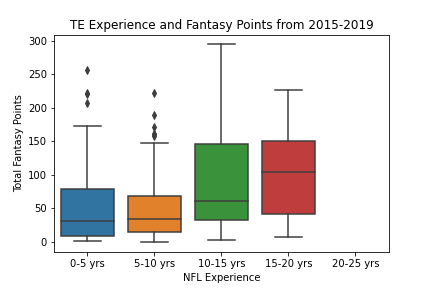 TE Experience and Fantasy Points from 2015-2019
300
250
200
150
100
50
0
Total Fantasy Points
0-5 yrs 5-10 yrs 10-15 yrs 15-20 yrs 20-25 yrs
NFL Experience